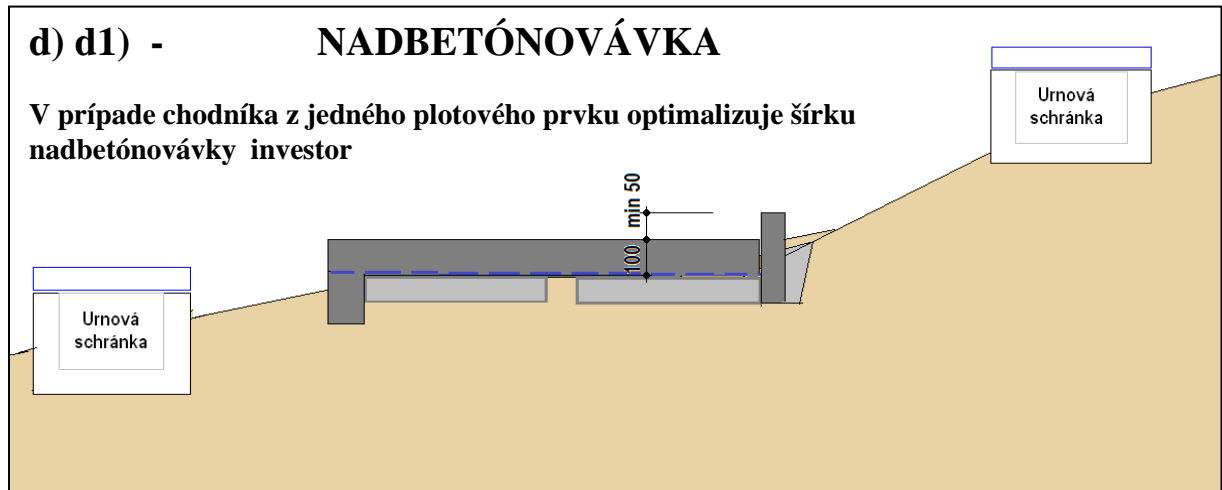 d) d1) - NADBETÓNOVÁVKA
V prípade chodníka z jedného plotového prvku optimalizuje šírku
nadbetónovávky investor
Urnová
schránka
min 50
100
Urnová
schránka